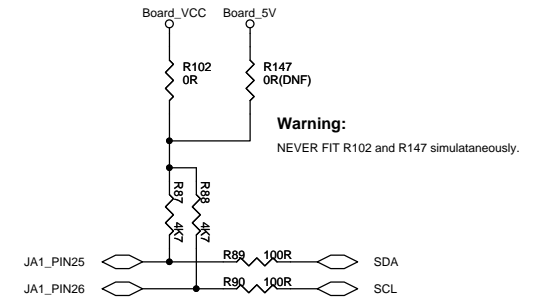 Board_VCC Board_5V
R102 R147
0R 0R(DNF)
Warning:
NEVER FIT R102 and R147 simulataneously.
R87 R88
4K7 4K7
JA1_PIN25 R89 100R SDA
JA1_PIN26 R90 100R SCL